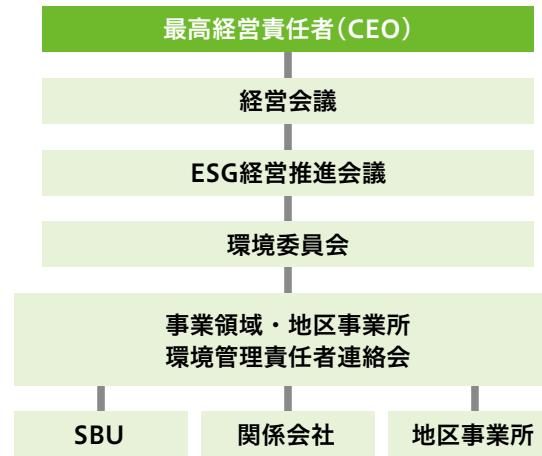 最高経営責任者（CEO）
経営会議
ESG経営推進会議
環境委員会
事業領域・地区事業所
環境管理責任者連絡会
SBU
関係会社
地区事業所